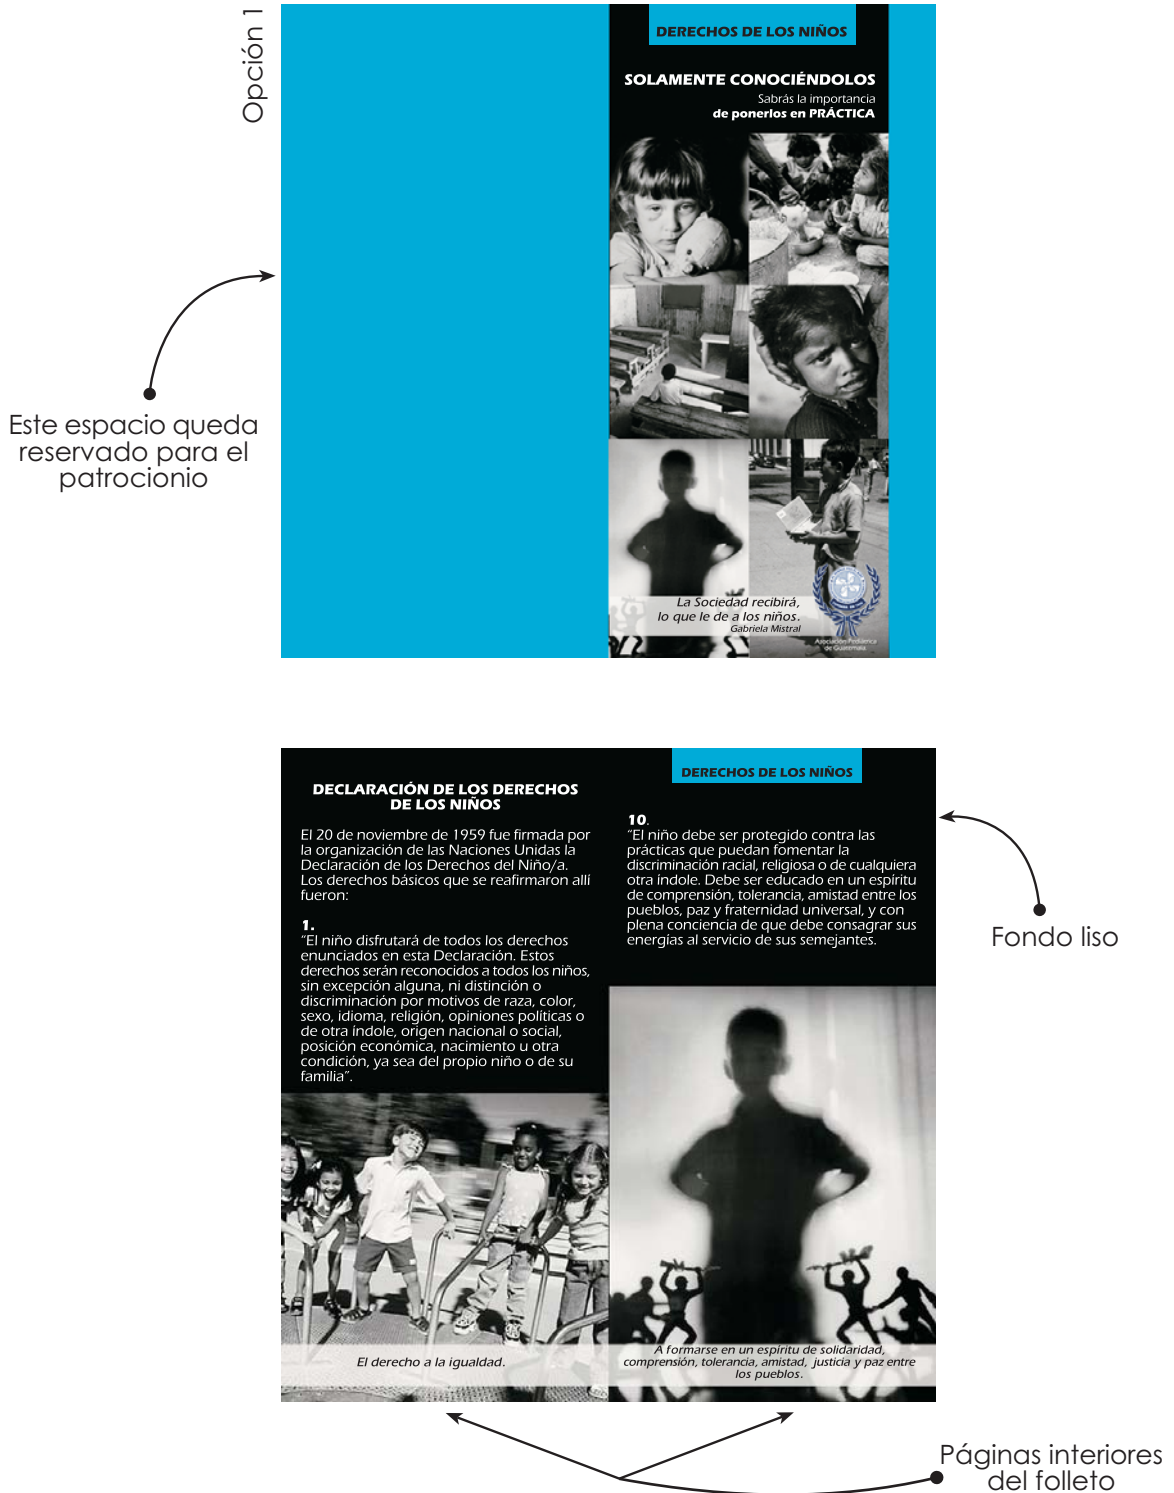 Opción 1
DERECHOS DE LOS NIÑOS
SOLAMENTE CONOCIÉNDOLOS
Sabrás la importancia
de ponerlos en PRÁCTICA
Este espacio queda
reservado para el
patrocionio
La Sociedad recibirá,
lo que le de a los niños.
Gabriela Mistral
Asociación Pediátrica
de Guatemala
DECLARACIÓN DE LOS DERECHOS
DE LOS NIÑOS
El 20 de noviembre de 1959 fue firmada por
la organización de las Naciones Unidas la
Declaración de los Derechos del Niño/a.
Los derechos básicos que se reafirmaron allí
fueron:
1.
“El niño disfrutará de todos los derechos
enunciados en esta Declaración. Estos
derechos serán reconocidos a todos los niños,
sin excepción alguna, ni distinción o
discriminación por motivos de raza, color,
sexo, idioma, religión, opiniones políticas o
de otra índole, origen nacional o social,
posición económica, nacimiento u otra
condición, ya sea del propio niño o de su
familia”.
El derecho a la igualdad.
DERECHOS DE LOS NIÑOS
10.
“El niño debe ser protegido contra las
prácticas que puedan fomentar la
discriminación racial, religiosa o de cualquiera
otra índole. Debe ser educado en un espíritu
de comprensión, tolerancia, amistad entre los
pueblos, paz y fraternidad universal, y con
plena conciencia de que debe consagrar sus
energías al servicio de sus semejantes.
A formarse en un espíritu de solidaridad,
comprensión, tolerancia, amistad, justicia y paz entre
los pueblos.
Fondo liso
Páginas interiores
del folleto